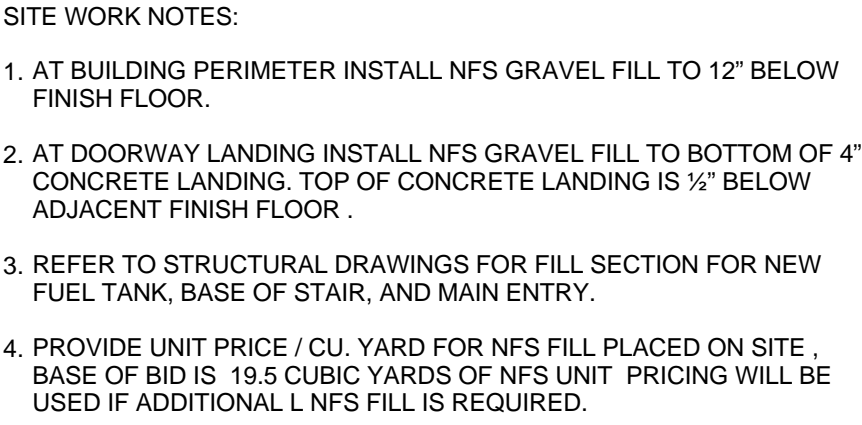 SITE WORK NOTES:
1. AT BUILDING PERIMETER INSTALL NFS GRAVEL FILL TO 12” BELOW
FINISH FLOOR.
2. AT DOORWAY LANDING INSTALL NFS GRAVEL FILL TO BOTTOM OF 4”
CONCRETE LANDING. TOP OF CONCRETE LANDING IS ½” BELOW
ADJACENT FINISH FLOOR .
3. REFER TO STRUCTURAL DRAWINGS FOR FILL SECTION FOR NEW
FUEL TANK, BASE OF STAIR, AND MAIN ENTRY.
4. PROVIDE UNIT PRICE / CU. YARD FOR NFS FILL PLACED ON SITE ,
BASE OF BID IS  19.5 CUBIC YARDS OF NFS UNIT  PRICING WILL BE
USED IF ADDITIONAL L NFS FILL IS REQUIRED.